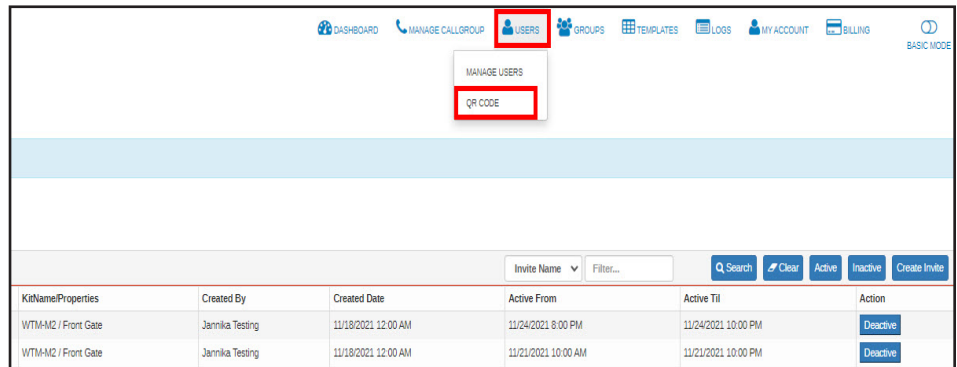 DASHBOARD MANAGE CALLGROUP USERS GROUPS TEMPLATES LOGS MY ACCOUNT BILLING
BASIC MODE
MANAGE USERS
QR CODE
Invite Name Filter... Search Clear Active Inactive Create Invite
KitName/Properties Created By Created Date Active From Active Til Action
WTM-M2 / Front Gate Jannika Testing 11/18/2021 12:00 AM 11/24/2021 8:00 PM 11/24/2021 10:00 PM Deactive
WTM-M2 / Front Gate Jannika Testing 11/18/2021 12:00 AM 11/21/2021 10:00 AM 11/21/2021 10:00 PM Deactive